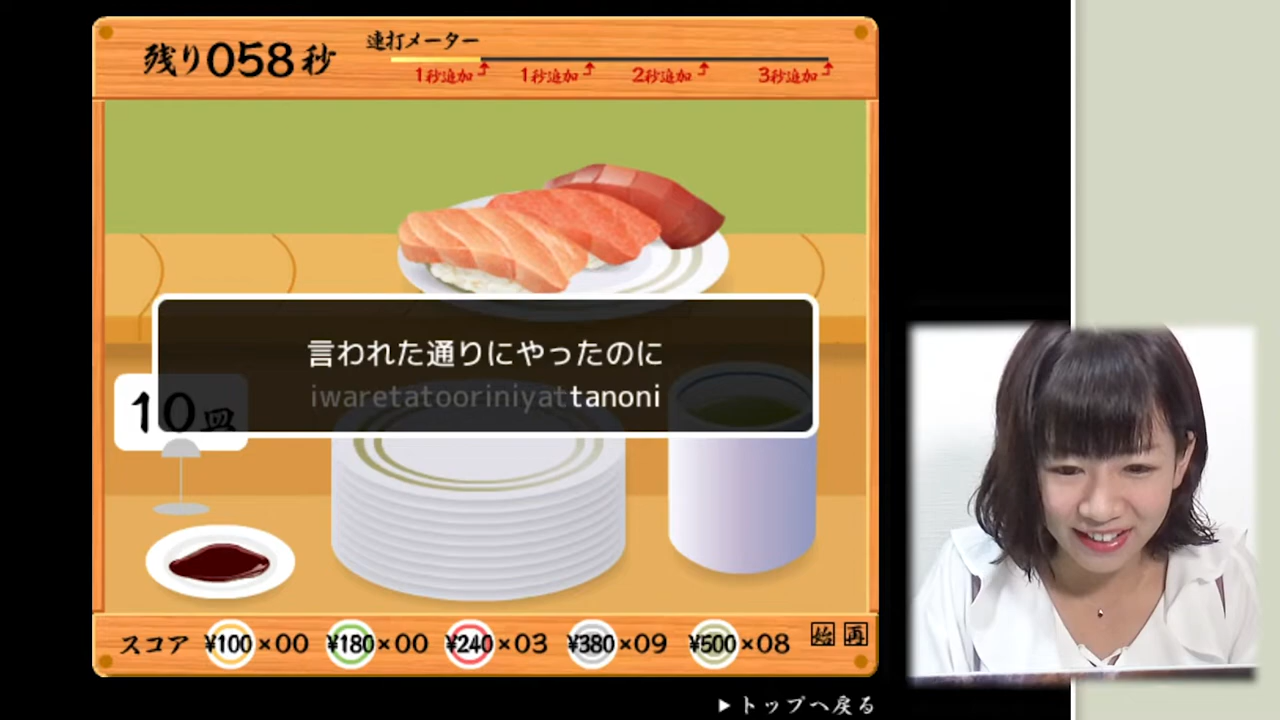 残り058秒
連打メーター
1秒追加 1秒追加 2秒追加 3秒追加
言われた通りにやったのに
iwaretatooriniyattanoni
10皿
スコア ¥100×00 ¥180×00 ¥240×03 ¥380×09 ¥500×08 始 再
▶トップへ戻る